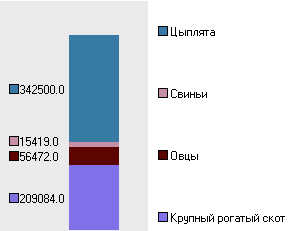 342500.0
15419.0
56472.0
209084.0
Цыплята
Свиньи
Овцы
Крупный рогатый скот